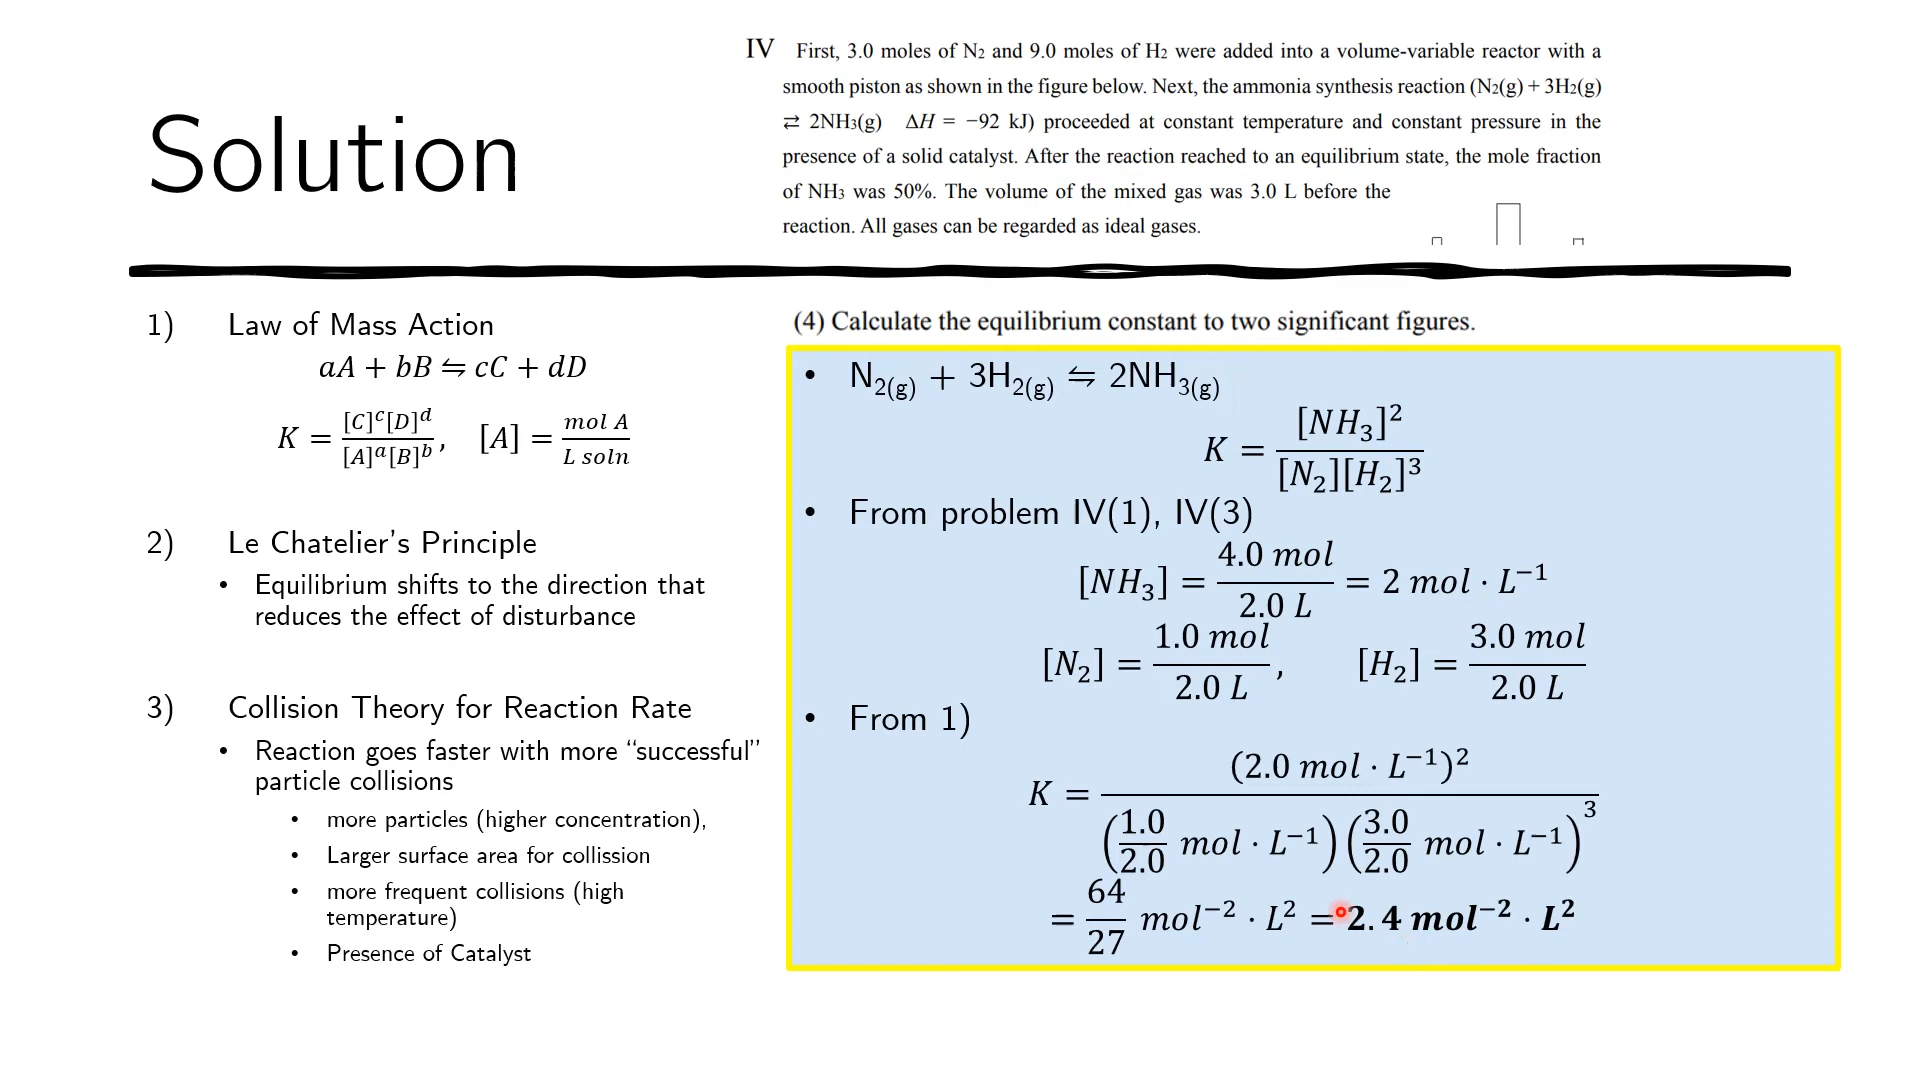 Solution
IV First, 3.0 moles of N₂ and 9.0 moles of H₂ were added into a volume-variable reactor with a
smooth piston as shown in the figure below. Next, the ammonia synthesis reaction (N₂(g) + 3H₂(g)
⇄ 2NH₃(g) ΔH = −92 kJ) proceeded at constant temperature and constant pressure in the
presence of a solid catalyst. After the reaction reached to an equilibrium state, the mole fraction
of NH₃ was 50%. The volume of the mixed gas was 3.0 L before the
reaction. All gases can be regarded as ideal gases.
1) Law of Mass Action
aA + bB ⇋ cC + dD
K = [C]^c[D]^d / [A]^a[B]^b, [A] = mol A / L soln
2) Le Chatelier's Principle
• Equilibrium shifts to the direction that
reduces the effect of disturbance
3) Collision Theory for Reaction Rate
• Reaction goes faster with more “successful”
particle collisions
• more particles (higher concentration),
• Larger surface area for collission
• more frequent collisions (high
temperature)
• Presence of Catalyst
(4) Calculate the equilibrium constant to two significant figures.
• N₂(g) + 3H₂(g) ⇋ 2NH₃(g)
K = [NH₃]² / [N₂][H₂]³
• From problem IV(1), IV(3)
[NH₃] = 4.0 mol / 2.0 L = 2 mol · L⁻¹
[N₂] = 1.0 mol / 2.0 L, [H₂] = 3.0 mol / 2.0 L
• From 1)
K = (2.0 mol · L⁻¹)² / (1.0/2.0 mol · L⁻¹)(3.0/2.0 mol · L⁻¹)³
= 64/27 mol⁻² · L² = 2.4 mol⁻² · L²